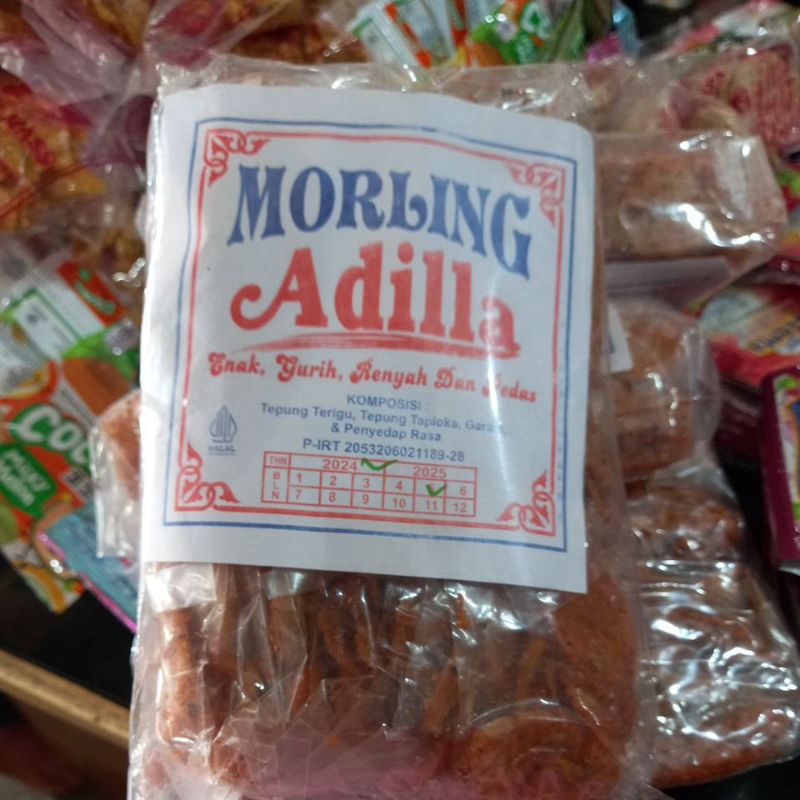 MORLING
Adilla
Enak, Gurih, Renyah Dan Pedas
KOMPOSISI :
Tepung Terigu, Tepung Tapioka, Garam,
& Penyedap Rasa
HALAL
P-IRT 2053206021189-28
THN 2024 2025
B L N
1 2 3 4 6
7 8 9 10 11 12